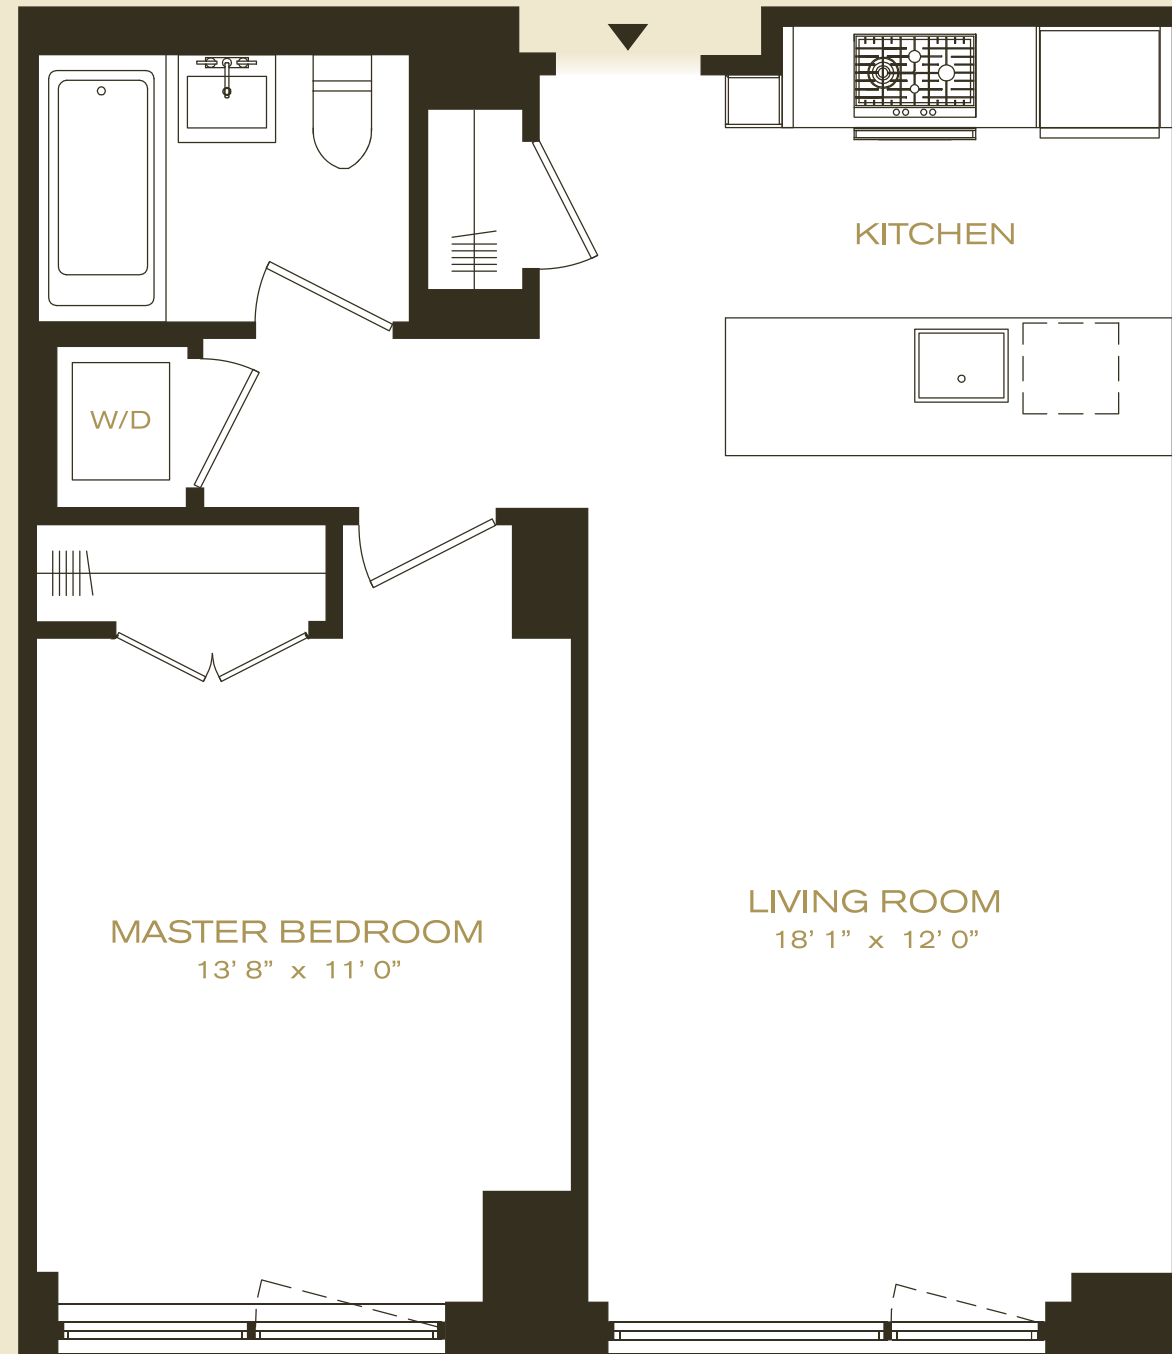 KITCHEN
W/D
LIVING ROOM
18’ 1” x 12’ 0”
MASTER BEDROOM
13’ 8” x 11’ 0”